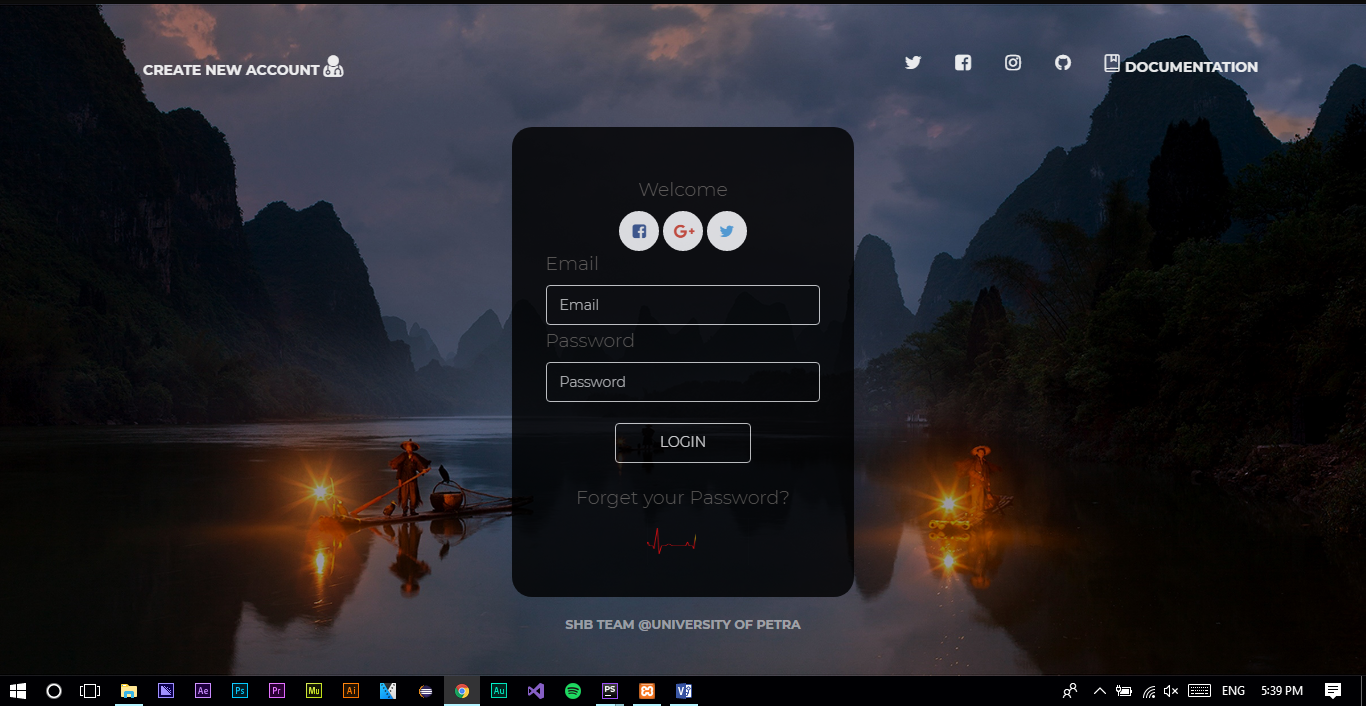 CREATE NEW ACCOUNT
DOCUMENTATION
Welcome
G+
Email
Email
Password
Password
LOGIN
Forget your Password?
SHB TEAM @UNIVERSITY OF PETRA
Ae
Ps
Pr
Mu
Ai
Au
PS
V
ENG
5:39 PM